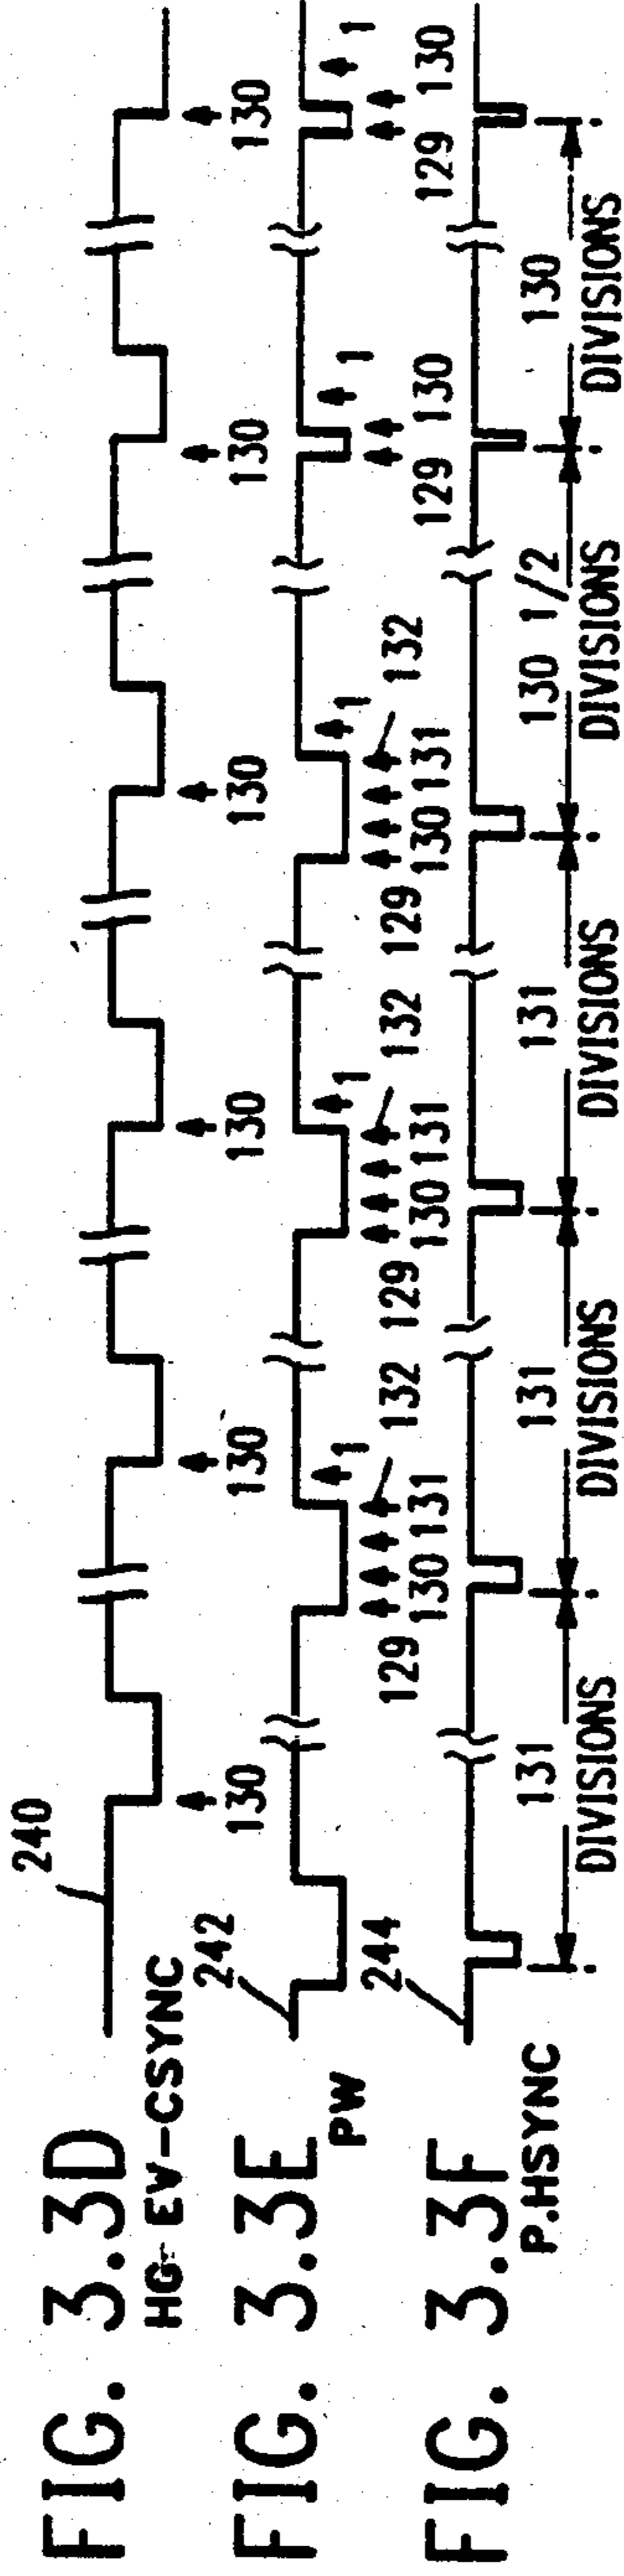 FIG. 3.3D
HG-EV-CSYNC
240
130 130 130 130 130 130
FIG. 3.3E
PW
242
129 130 131 132 1
129 130 131 132 1
129 130 131 132 1
129 130 1
129 130 1
FIG. 3.3F
P.HSYNC
244
131
DIVISIONS
131
DIVISIONS
131
DIVISIONS
130 1/2
DIVISIONS
130
DIVISIONS